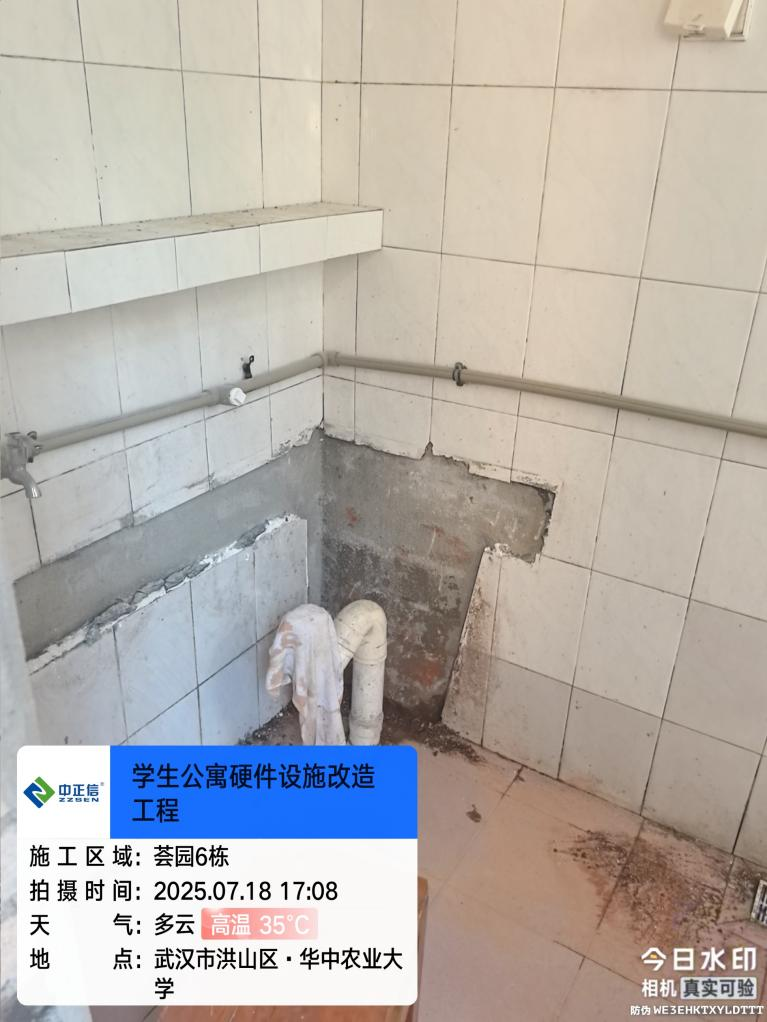 中正信®
ZZSEN
学生公寓硬件设施改造
工程
施工区域：荟园6栋
拍摄时间：2025.07.18 17:08
天气：多云 高温 35°C
地点：武汉市洪山区·华中农业大
学
今日水印
相机 真实可验
防伪 WE3EHKTXYLDTTT